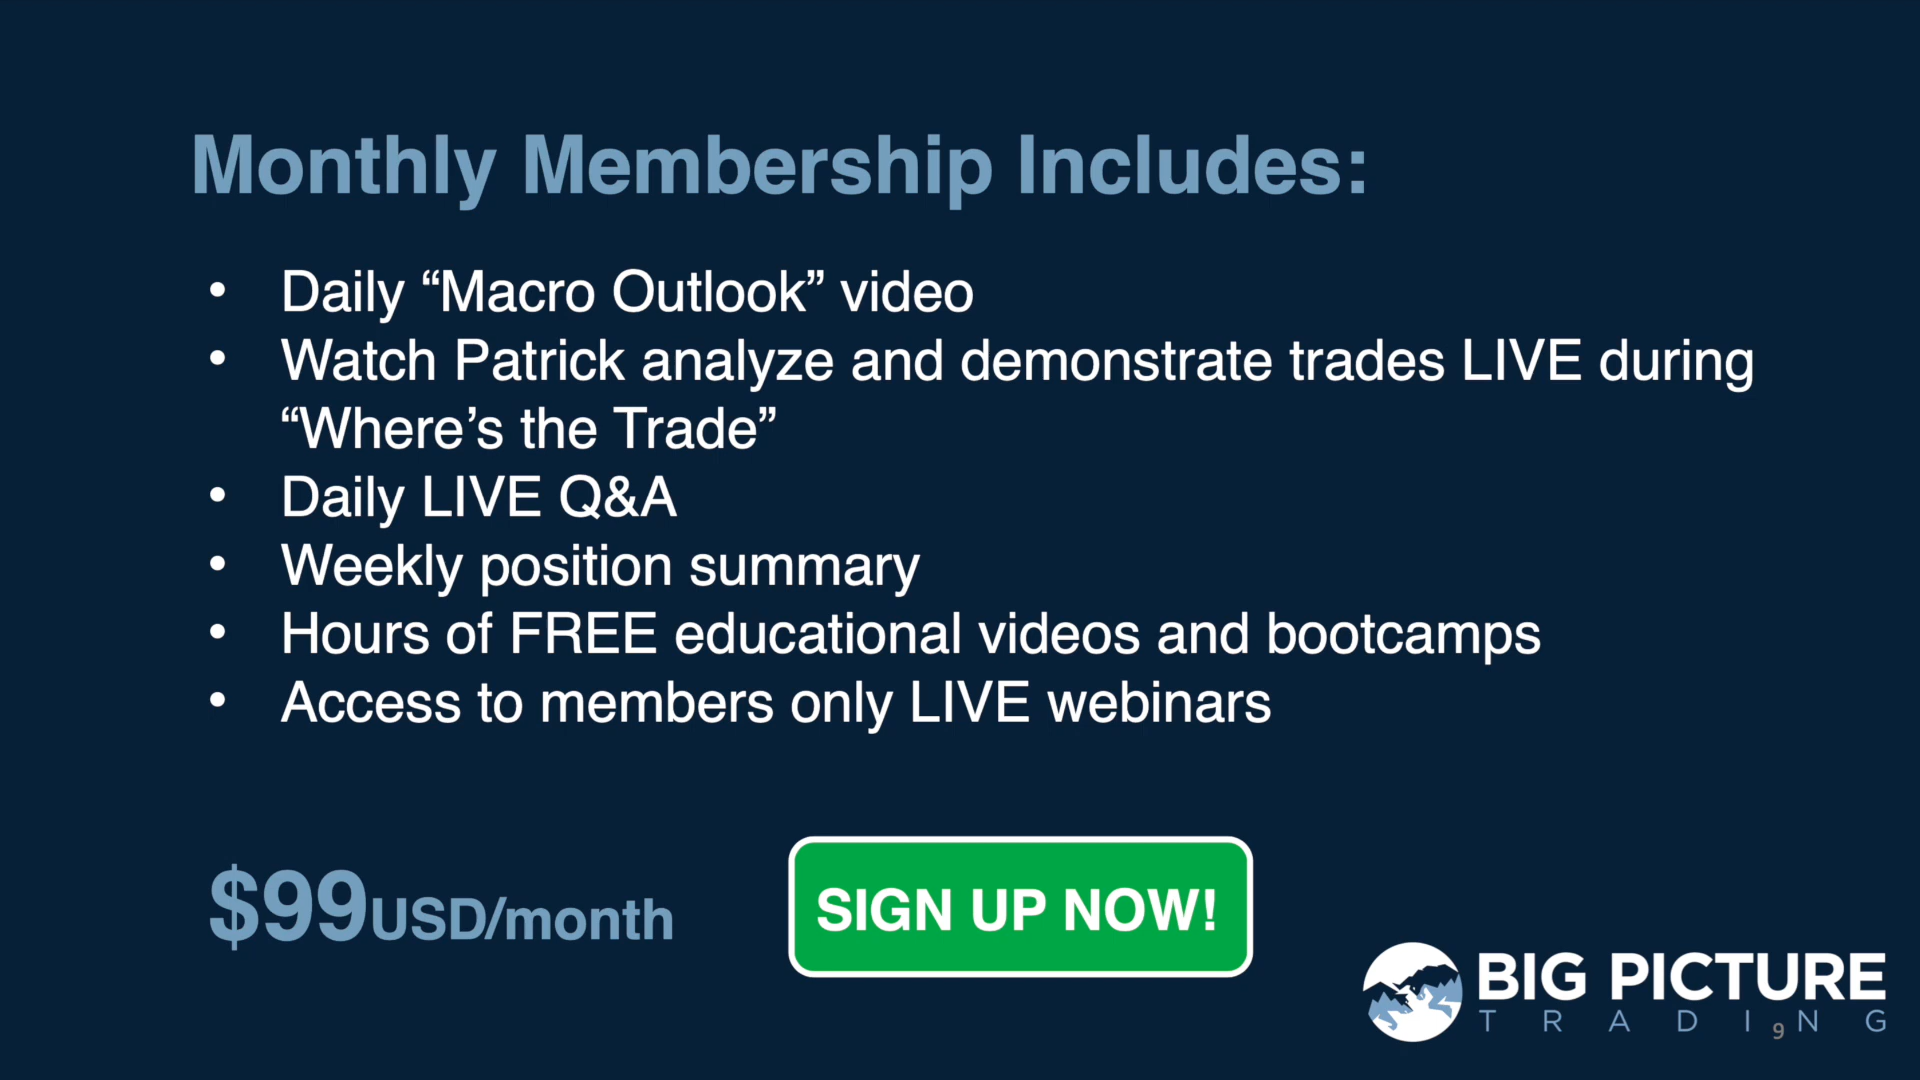 Monthly Membership Includes:
• Daily “Macro Outlook” video
• Watch Patrick analyze and demonstrate trades LIVE during
“Where’s the Trade”
• Daily LIVE Q&A
• Weekly position summary
• Hours of FREE educational videos and bootcamps
• Access to members only LIVE webinars
$99USD/month
SIGN UP NOW!
BIG PICTURE
TRADING
9